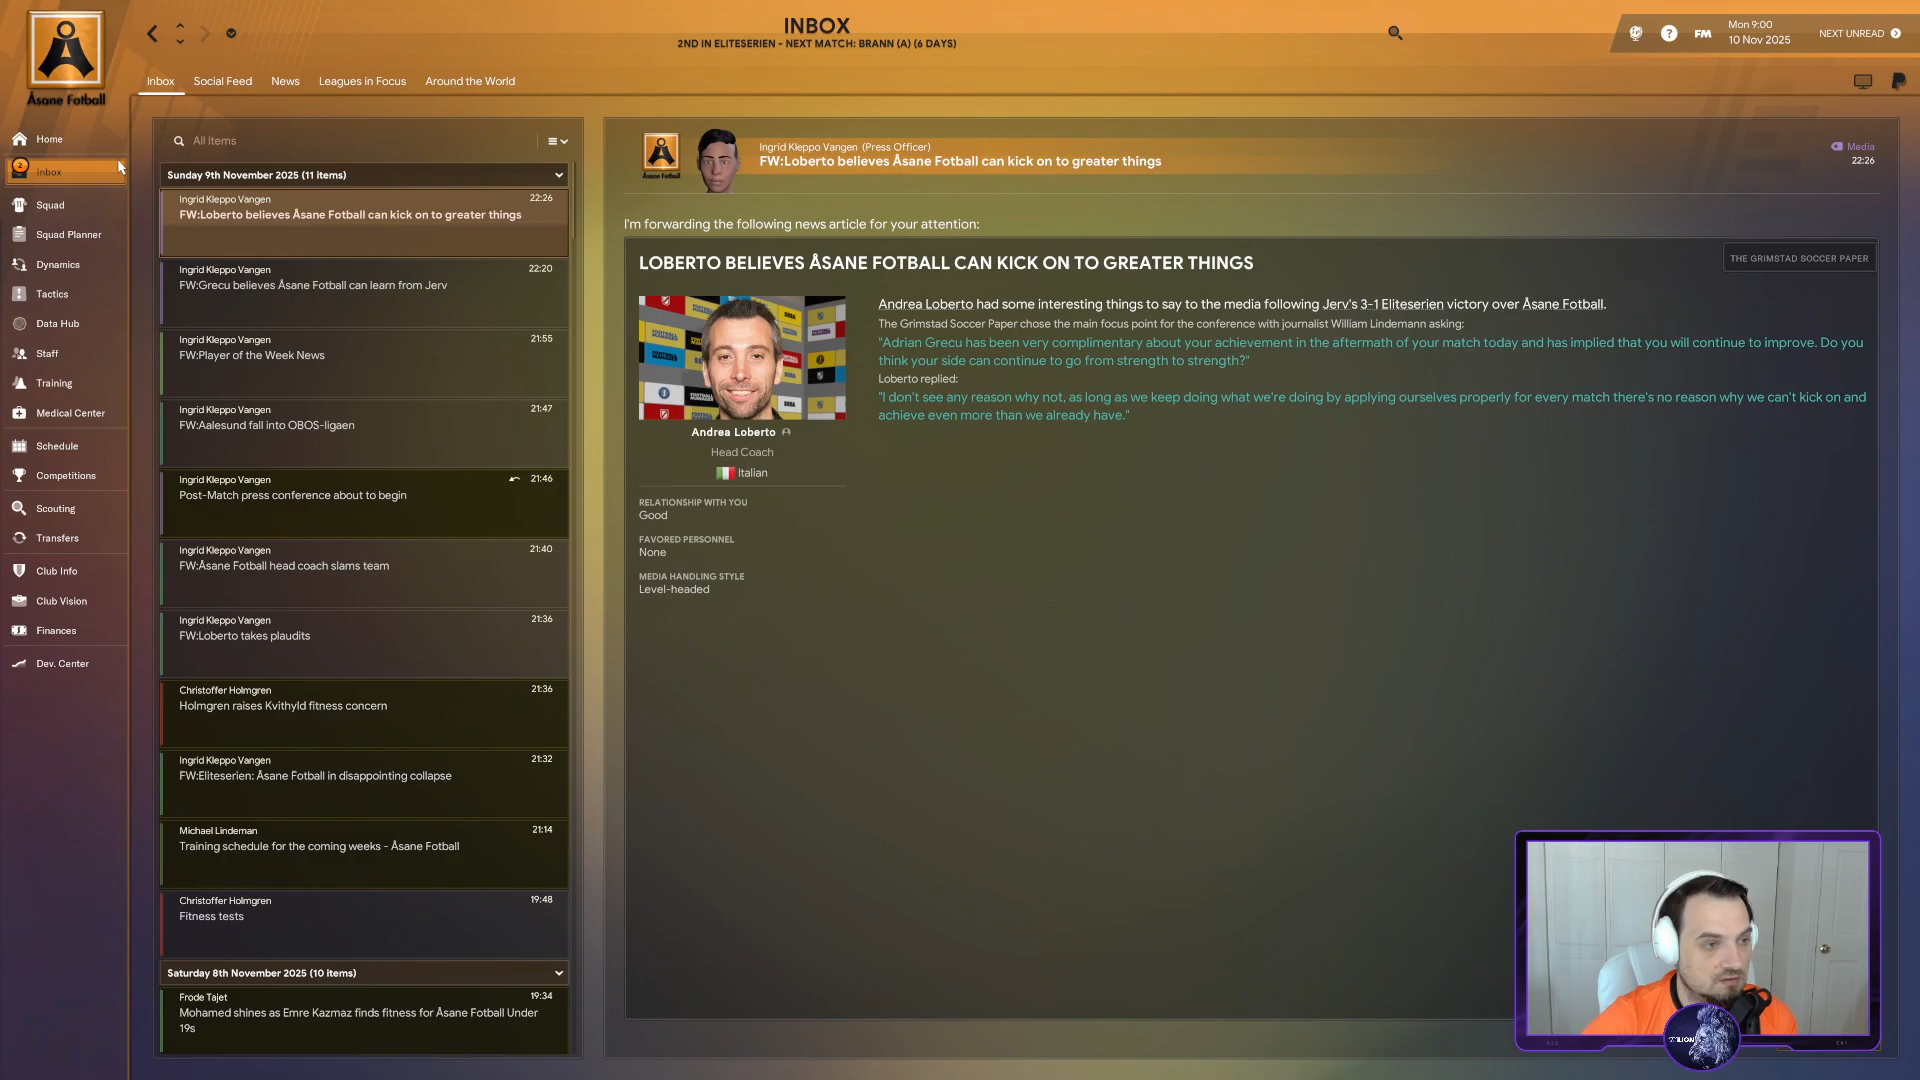 Åsane Fotball
INBOX
2ND IN ELITESERIEN - NEXT MATCH: BRANN (A) (6 DAYS)
FM
Mon 9:00
10 Nov 2025
NEXT UNREAD
Inbox
Social Feed
News
Leagues in Focus
Around the World
Home
2
Inbox
Squad
Squad Planner
Dynamics
Tactics
Data Hub
Staff
Training
Medical Center
Schedule
Competitions
Scouting
Transfers
Club Info
Club Vision
Finances
Dev. Center
All Items
Sunday 9th November 2025 (11 items)
Ingrid Kleppo Vangen 22:26
FW:Loberto believes Åsane Fotball can kick on to greater things
Ingrid Kleppo Vangen 22:20
FW:Grecu believes Åsane Fotball can learn from Jerv
Ingrid Kleppo Vangen 21:55
FW:Player of the Week News
Ingrid Kleppo Vangen 21:47
FW:Aalesund fall into OBOS-ligaen
Ingrid Kleppo Vangen 21:46
Post-Match press conference about to begin
Ingrid Kleppo Vangen 21:40
FW:Åsane Fotball head coach slams team
Ingrid Kleppo Vangen 21:36
FW:Loberto takes plaudits
Christoffer Holmgren 21:36
Holmgren raises Kvithyld fitness concern
Ingrid Kleppo Vangen 21:32
FW:Eliteserien: Åsane Fotball in disappointing collapse
Michael Lindeman 21:14
Training schedule for the coming weeks - Åsane Fotball
Christoffer Holmgren 19:48
Fitness tests
Saturday 8th November 2025 (10 items)
Frode Tajet 19:34
Mohamed shines as Emre Kazmaz finds fitness for Åsane Fotball Under
19s
Åsane Fotball
Ingrid Kleppo Vangen (Press Officer)
FW:Loberto believes Åsane Fotball can kick on to greater things
Media
22:26
I'm forwarding the following news article for your attention:
LOBERTO BELIEVES ÅSANE FOTBALL CAN KICK ON TO GREATER THINGS
THE GRIMSTAD SOCCER PAPER
Andrea Loberto had some interesting things to say to the media following Jerv's 3-1 Eliteserien victory over Åsane Fotball.
The Grimstad Soccer Paper chose the main focus point for the conference with journalist William Lindemann asking:
"Adrian Grecu has been very complimentary about your achievement in the aftermath of your match today and has implied that you will continue to improve. Do you
think your side can continue to go from strength to strength?"
Loberto replied:
"I don't see any reason why not, as long as we keep doing what we're doing by applying ourselves properly for every match there's no reason why we can't kick on and
achieve even more than we already have."
Andrea Loberto
Head Coach
Italian
RELATIONSHIP WITH YOU
Good
FAVORED PERSONNEL
None
MEDIA HANDLING STYLE
Level-headed